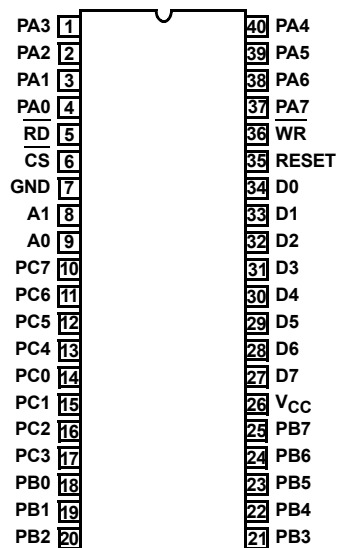 PA3 1 40 PA4
PA2 2 39 PA5
PA1 3 38 PA6
PA0 4 37 PA7
RD 5 36 WR
CS 6 35 RESET
GND 7 34 D0
A1 8 33 D1
A0 9 32 D2
PC7 10 31 D3
PC6 11 30 D4
PC5 12 29 D5
PC4 13 28 D6
PC0 14 27 D7
PC1 15 26 VCC
PC2 16 25 PB7
PC3 17 24 PB6
PB0 18 23 PB5
PB1 19 22 PB4
PB2 20 21 PB3